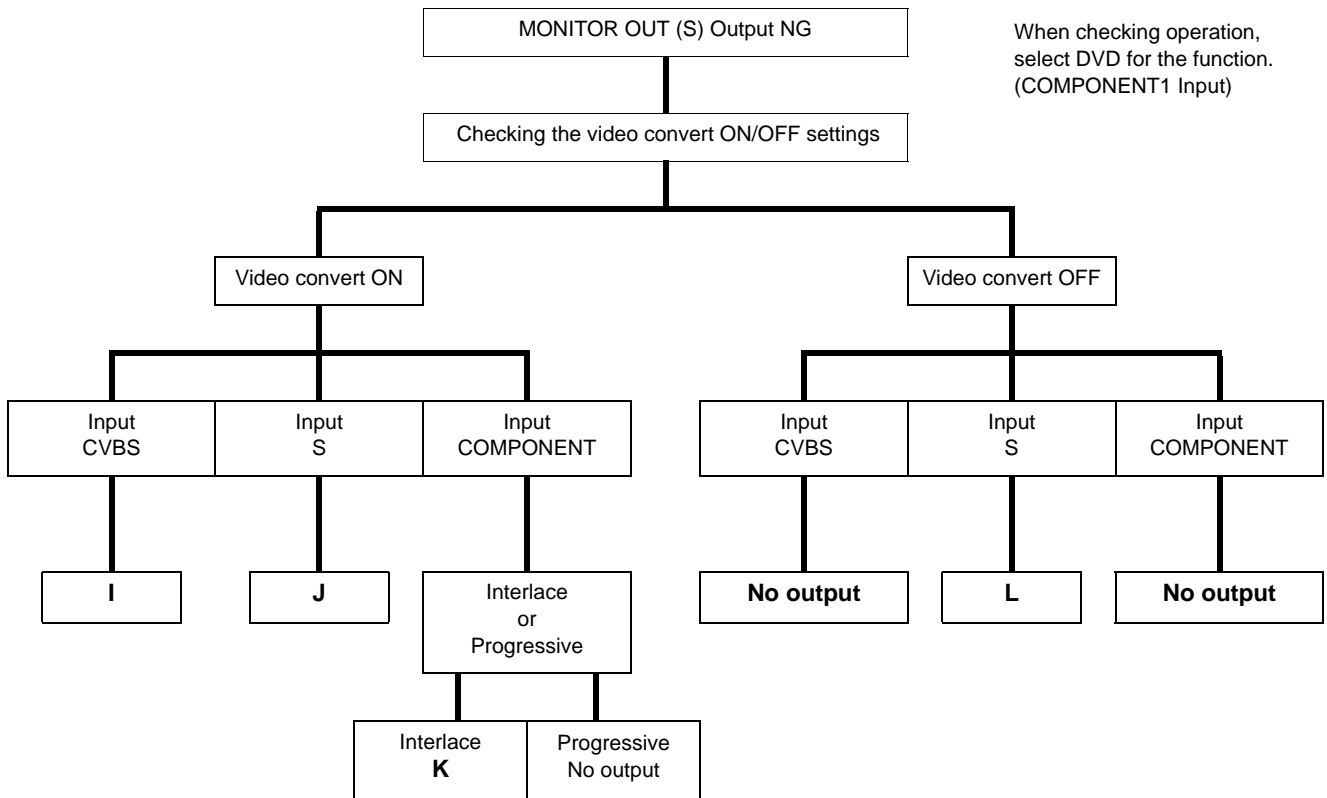 MONITOR OUT (S) Output NG
When checking operation,
select DVD for the function.
(COMPONENT1 Input)
Checking the video convert ON/OFF settings
Video convert ON
Video convert OFF
Input
CVBS
Input
S
Input
COMPONENT
Input
CVBS
Input
S
Input
COMPONENT
I
J
Interlace
or
Progressive
No output
L
No output
Interlace
K
Progressive
No output